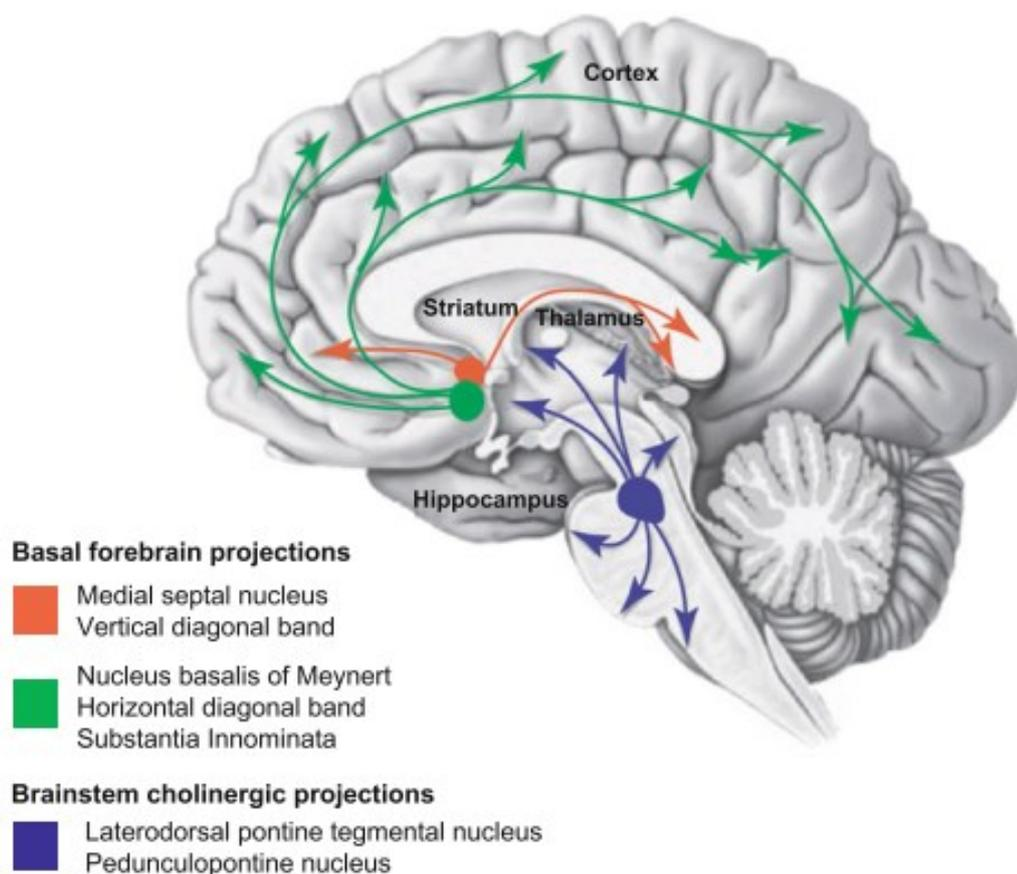 Cortex
Striatum
Thalamus
Hippocampus
Basal forebrain projections
Medial septal nucleus
Vertical diagonal band
Nucleus basalis of Meynert
Horizontal diagonal band
Substantia Innominata
Brainstem cholinergic projections
Laterodorsal pontine tegmental nucleus
Pedunculopontine nucleus